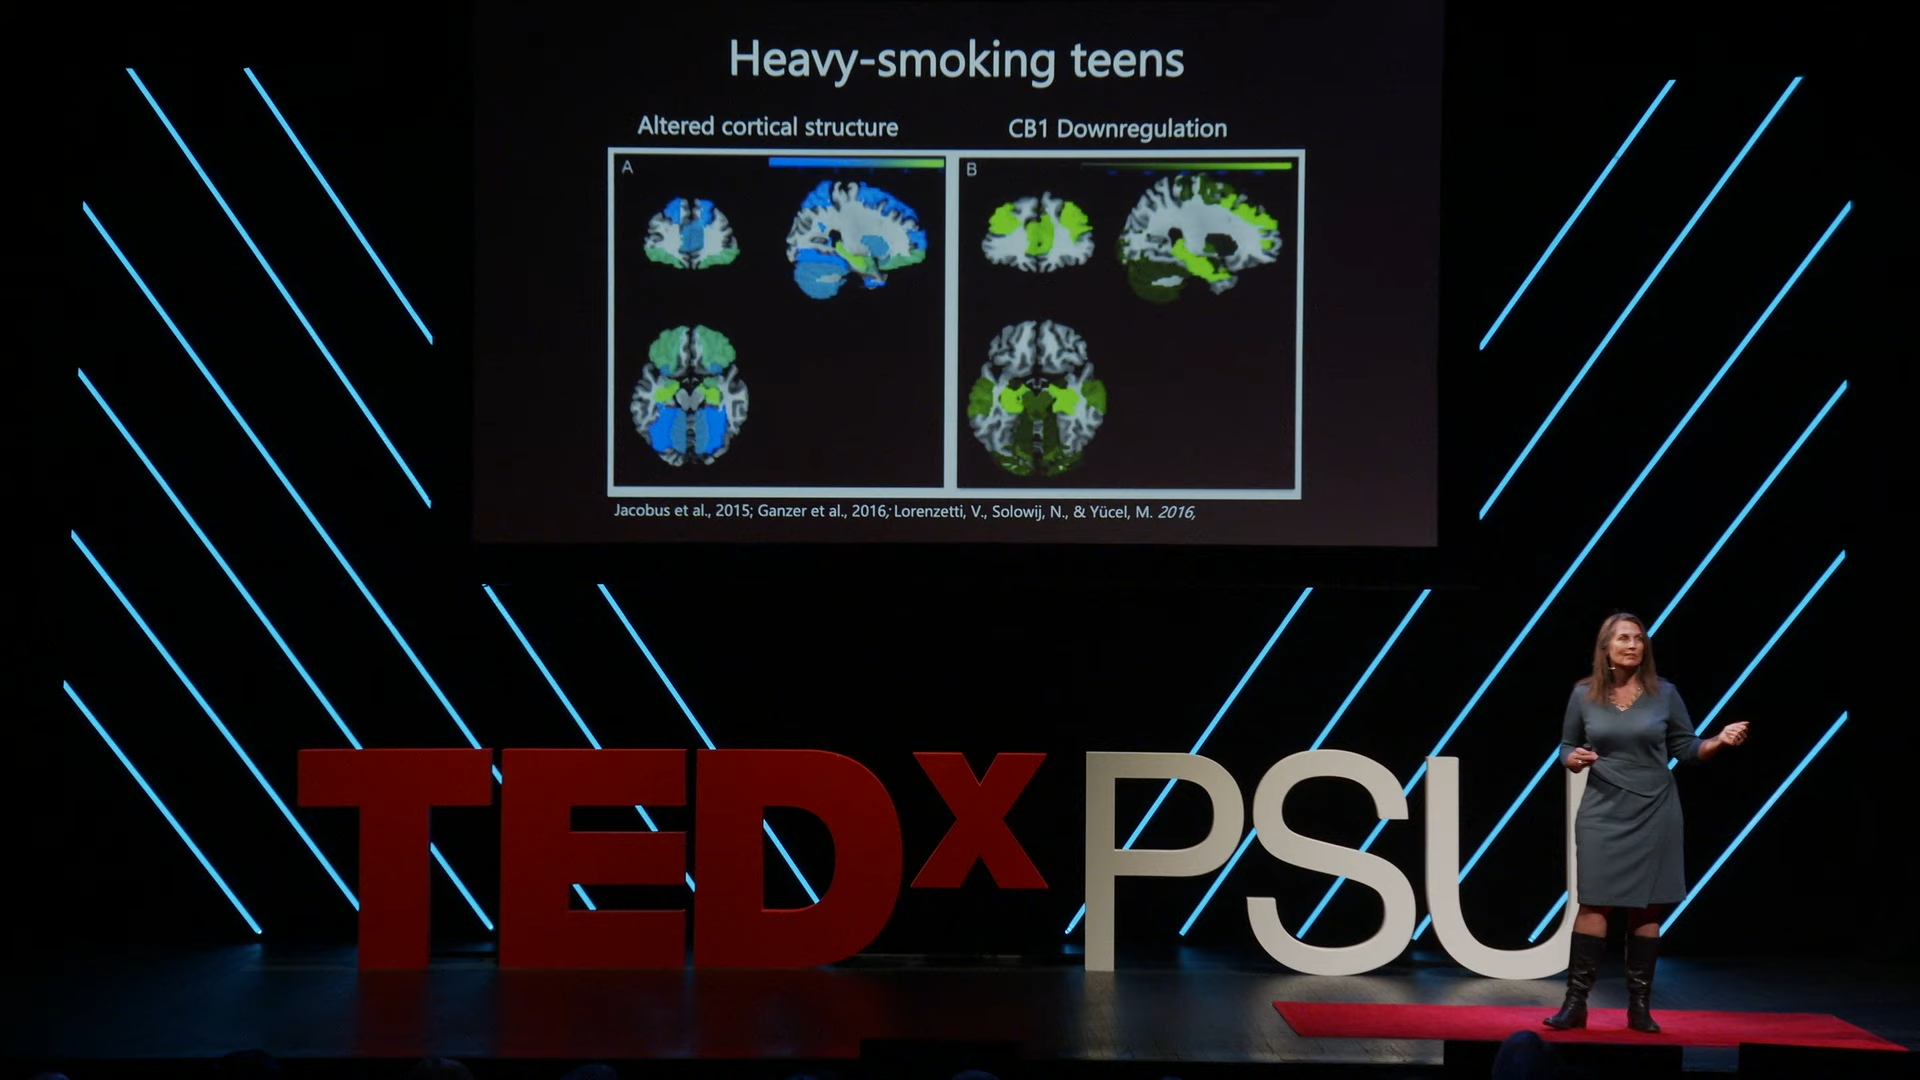 Heavy-smoking teens
Altered cortical structure
CB1 Downregulation
A
B
Jacobus et al., 2015; Ganzer et al., 2016; Lorenzetti, V., Solowij, N., & Yücel, M. 2016,
TEDx PSU